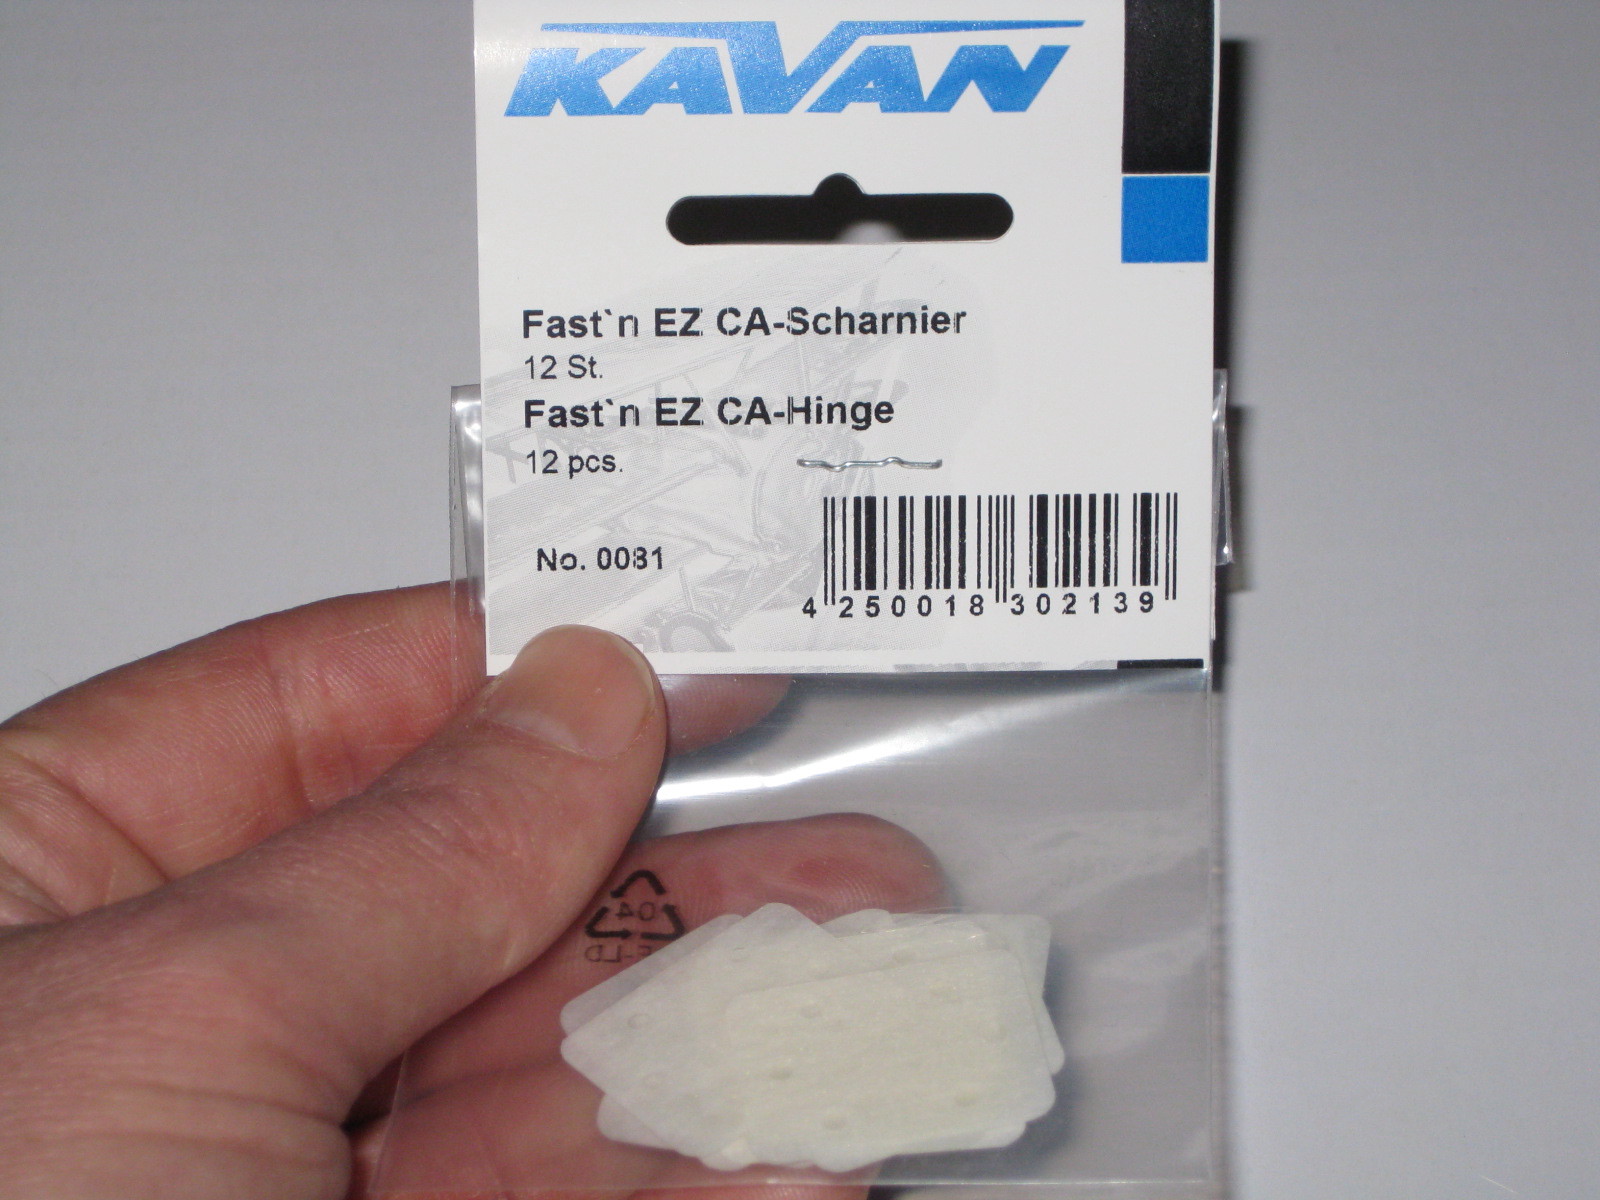 KAVAN
Fast`n EZ CA-Scharnier
12 St.
Fast`n EZ CA-Hinge
12 pcs.
No. 0081
4 250018 302139
04